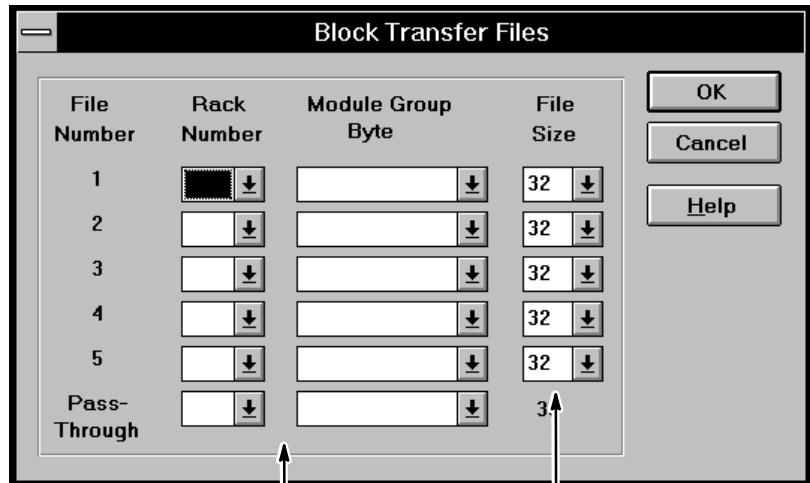 Block Transfer Files
File Number Rack Number Module Group Byte File Size
1 32
2 32
3 32
4 32
5 32
Pass-Through
OK
Cancel
Help